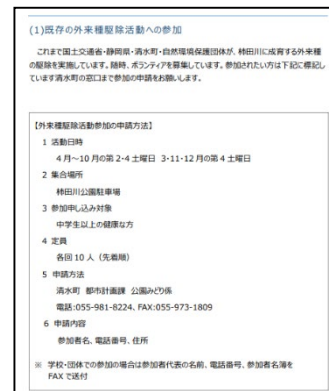 (1)既存の外来種駆除活動への参加
これまで国土交通省・静岡県・清水町・自然環境保護団体が、柿田川に成育する外来種
の駆除を実施しています。随時、ボランティアを募集しています。参加されたい方は下記に標記し
ています清水町の窓口まで参加の申請をお願いします。
【外来種駆除活動参加の申請方法】
1 活動日時
4月～10月の第2・4土曜日 3・11・12月の第4土曜日
2 集合場所
柿田川公園駐車場
3 参加申し込み対象
中学生以上の健康な方
4 定員
各回10人(先着順)
5 申請方法
清水町 都市計画課 公園みどり係
電話:055-981-8224、FAX:055-973-1809
6 申請内容
参加者名、電話番号、住所
※ 学校・団体での参加の場合は参加者代表の名前、電話番号、参加者名簿を
FAXで送付